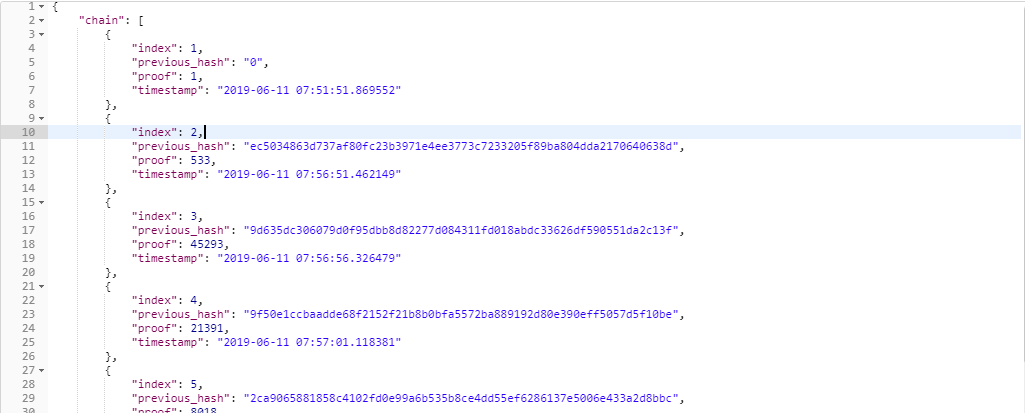 1 {
2 "chain": [
3 {
4 "index": 1,
5 "previous_hash": "0",
6 "proof": 1,
7 "timestamp": "2019-06-11 07:51:51.869552"
8 },
9 {
10 "index": 2,
11 "previous_hash": "ec5034863d737af80fc23b3971e4ee3773c7233205f89ba804dda2170640638d",
12 "proof": 533,
13 "timestamp": "2019-06-11 07:56:51.462149"
14 },
15 {
16 "index": 3,
17 "previous_hash": "9d635dc306079d0f95dbb8d82277d084311fd018abdc33626df590551da2c13f",
18 "proof": 45293,
19 "timestamp": "2019-06-11 07:56:56.326479"
20 },
21 {
22 "index": 4,
23 "previous_hash": "9f50e1ccbaadde68f2152f21b8b0bfa5572ba889192d80e390eff5057d5f10be",
24 "proof": 21391,
25 "timestamp": "2019-06-11 07:57:01.118381"
26 },
27 {
28 "index": 5,
29 "previous_hash": "2ca9065881858c4102fd0e99a6b535b8ce4dd55ef6286137e5006e433a2d8bbc",
30 "proof": 8018